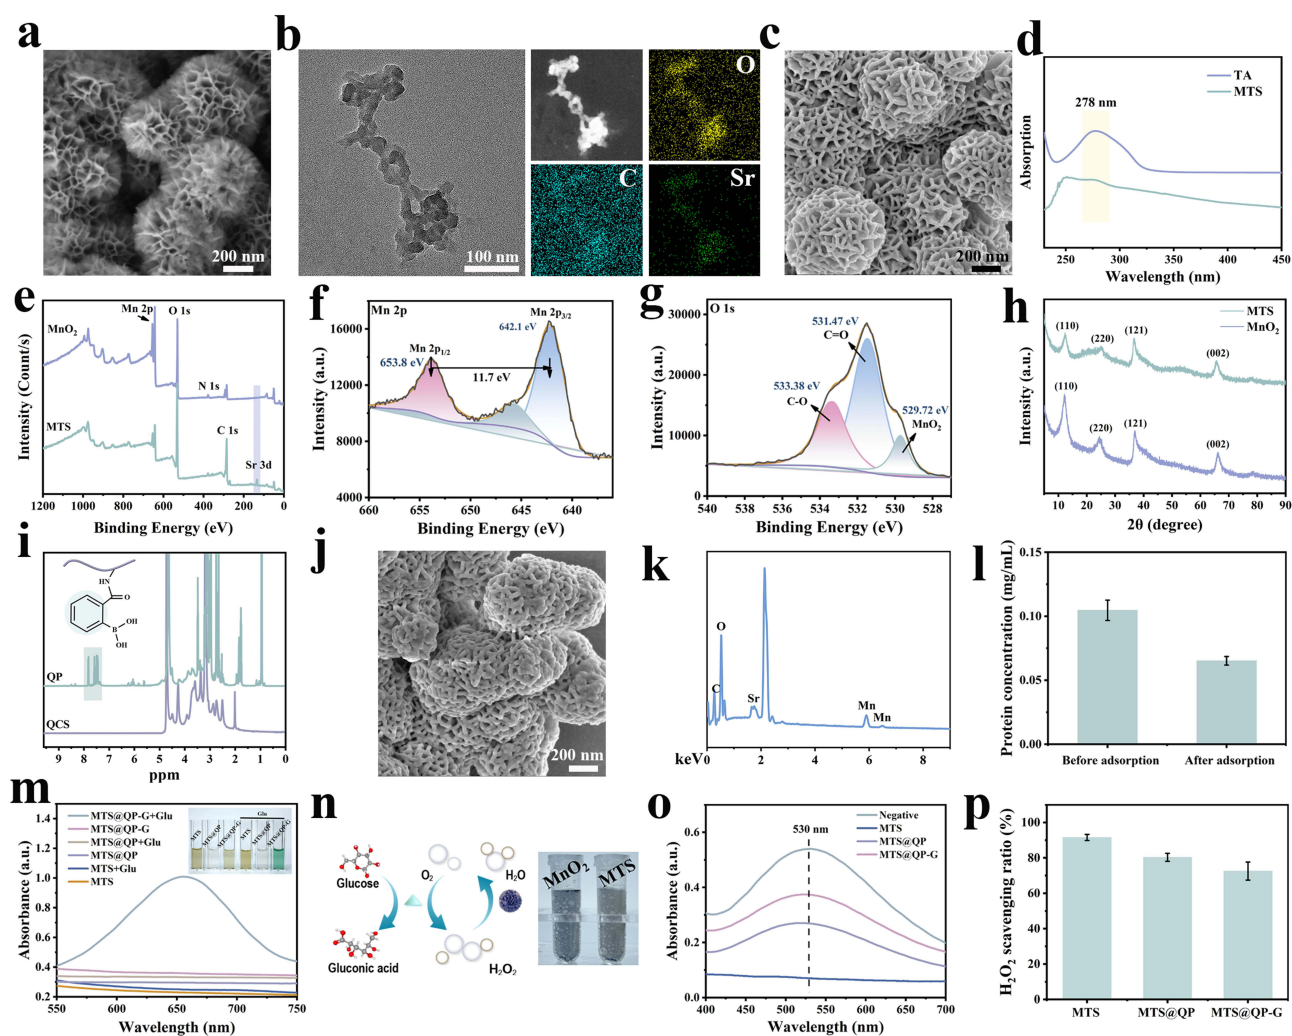 a
200 nm
b
100 nm
O
C
Sr
c
200 nm
d
TA
MTS
278 nm
Absorption
250 300 350 400 450
Wavelength (nm)
e
Mn 2p
O 1s
MnO₂
N 1s
C 1s
MTS
Sr 3d
Intensity (Count/s)
1200 1000 800 600 400 200 0
Binding Energy (eV)
f
Mn 2p
642.1 eV
Mn 2p₃/₂
Mn 2p₁/₂
653.8 eV
11.7 eV
Intensity (a.u.)
16000
12000
8000
4000
660 655 650 645 640
Binding Energy (eV)
g
O 1s
531.47 eV
C=O
533.38 eV
C-O
529.72 eV
MnO₂
Intensity (a.u.)
30000
20000
10000
0
540 538 536 534 532 530 528
Binding Energy (eV)
h
MTS
MnO₂
(110)
(220)
(121)
(002)
(110)
(220)
(121)
(002)
Intensity (a.u.)
10 20 30 40 50 60 70 80 90
2θ (degree)
i
HN
O
B
OH
OH
QP
QCS
9 8 7 6 5 4 3 2 1 0
ppm
j
200 nm
k
O
C
Sr
Mn
Mn
keV 0 2 4 6 8
l
Protein concentration (mg/mL)
0.15
0.10
0.05
0.00
Before adsorption After adsorption
m
MTS@QP-G+Glu
MTS@QP-G
MTS@QP+Glu
MTS@QP
MTS+Glu
MTS
Glu
MTS MTS@QP MTS@QP-G MTS MTS@QP MTS@QP-G
Absorbance (a.u.)
1.4
1.2
1.0
0.8
0.6
0.4
0.2
550 600 650 700 750
Wavelength (nm)
n
Glucose
O₂
H₂O
Gluconic acid
H₂O₂
MnO₂ MTS
o
530 nm
Negative
MTS
MTS@QP
MTS@QP-G
Absorbance (a.u.)
0.6
0.4
0.2
0.0
400 450 500 550 600 650 700
Wavelength (nm)
p
H₂O₂ scavenging ratio (%)
100
80
60
40
20
0
MTS MTS@QP MTS@QP-G